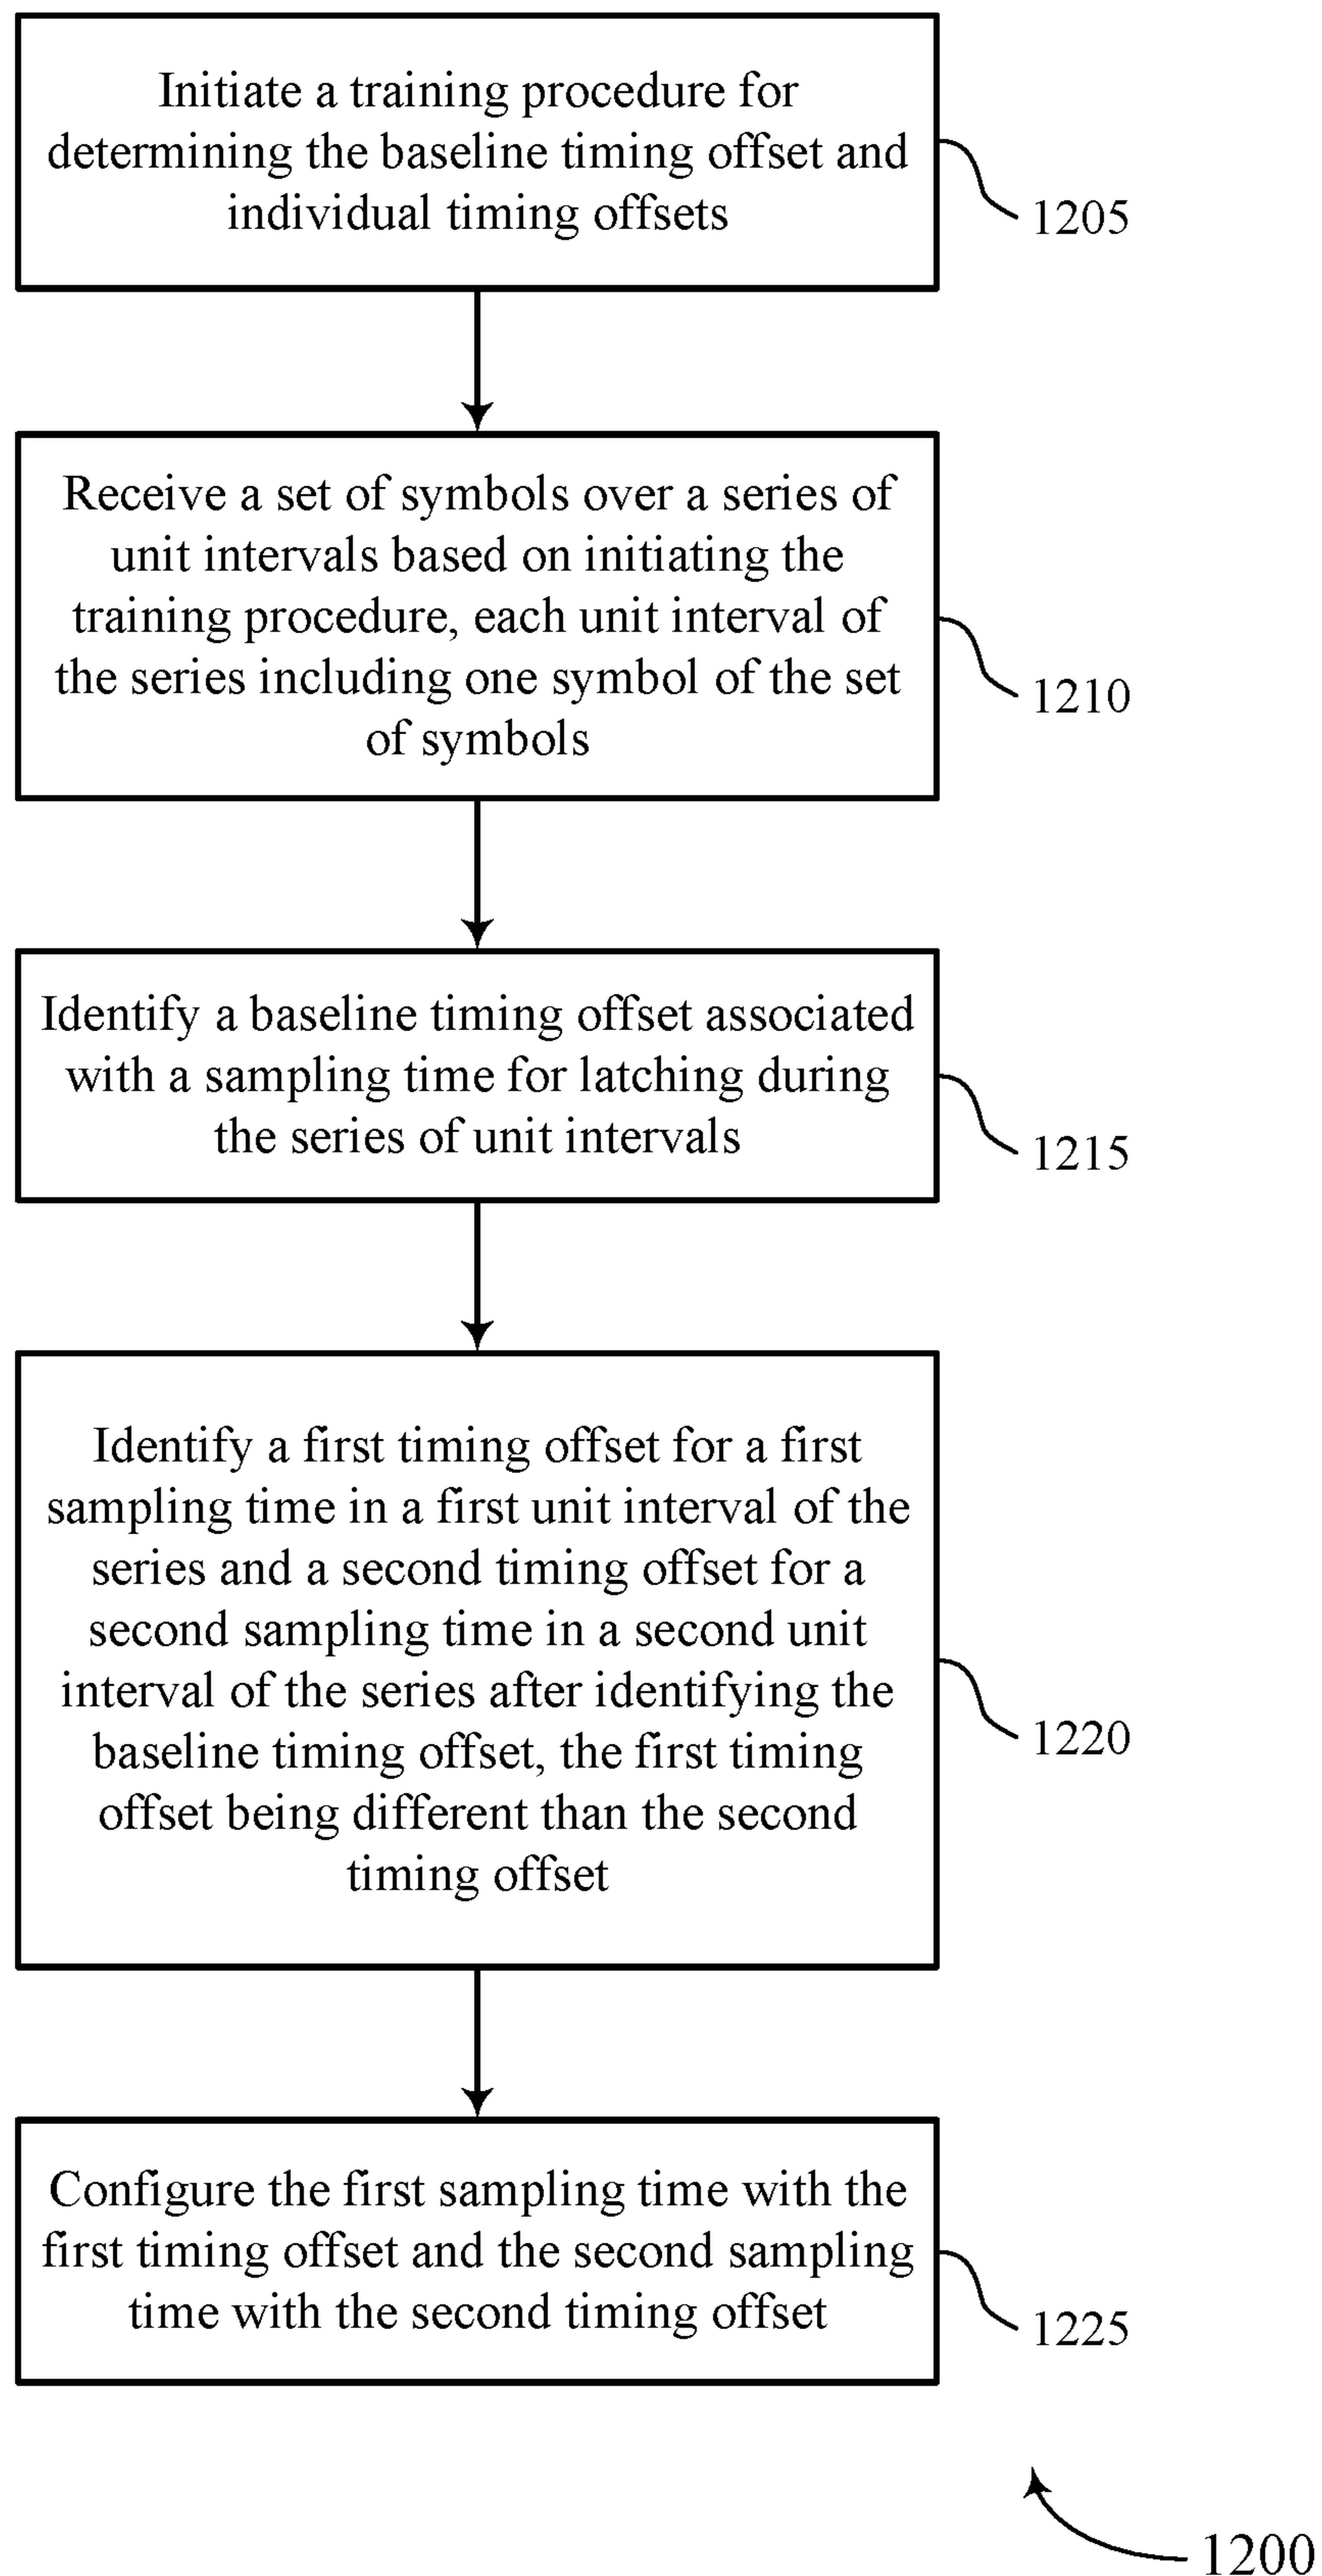 Initiate a training procedure for
determining the baseline timing offset and
individual timing offsets
1205
Receive a set of symbols over a series of
unit intervals based on initiating the
training procedure, each unit interval of
the series including one symbol of the set
of symbols
1210
Identify a baseline timing offset associated
with a sampling time for latching during
the series of unit intervals
1215
Identify a first timing offset for a first
sampling time in a first unit interval of the
series and a second timing offset for a
second sampling time in a second unit
interval of the series after identifying the
baseline timing offset, the first timing
offset being different than the second
timing offset
1220
Configure the first sampling time with the
first timing offset and the second sampling
time with the second timing offset
1225
1200